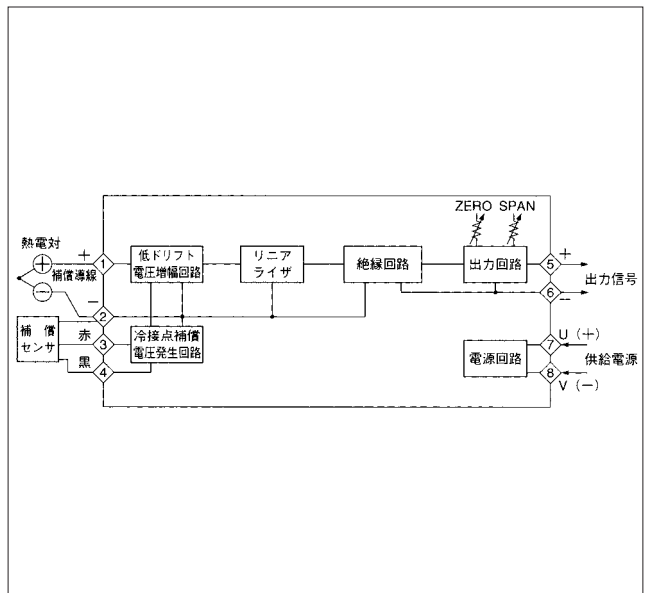 ZERO SPAN
熱電対
+
補償導線
−
−
補償
センサ
赤
黒
1
2
3
4
低ドリフト
電圧増幅回路
リニア
ライザ
絶縁回路
出力回路
冷接点補償
電圧発生回路
電源回路
5
6
7
8
+
−
出力信号
U (+)
供給電源
V (−)
+